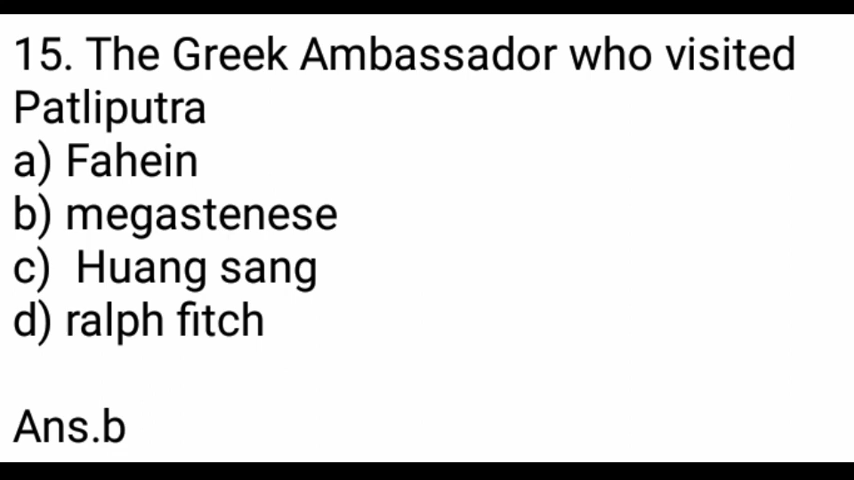 15. The Greek Ambassador who visited
Patliputra
a) Fahein
b) megastenese
c)  Huang sang
d) ralph fitch
Ans.b